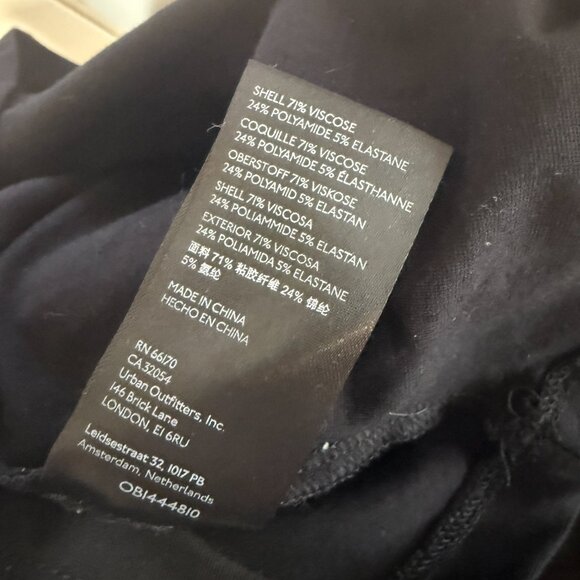 SHELL 71% VISCOSE
24% POLYAMIDE 5% ELASTANE
COQUILLE 71% VISCOSE
24% POLYAMIDE 5% ÉLASTHANNE
OBERSTOFF 71% VISKOSE
24% POLYAMID 5% ELASTAN
SHELL 71% VISCOSA
24% POLIAMMIDE 5% ELASTAN
EXTERIOR 71% VISCOSA
24% POLIAMIDA 5% ELASTANE
面料 71% 粘胶纤维 24% 锦纶
5% 氨纶
MADE IN CHINA
HECHO EN CHINA
RN 66170
CA 32054
Urban Outfitters, Inc.
146 Brick Lane
LONDON, E1 6RU
Leidsestraat 32, 1017 PB
Amsterdam, Netherlands
OB1444810